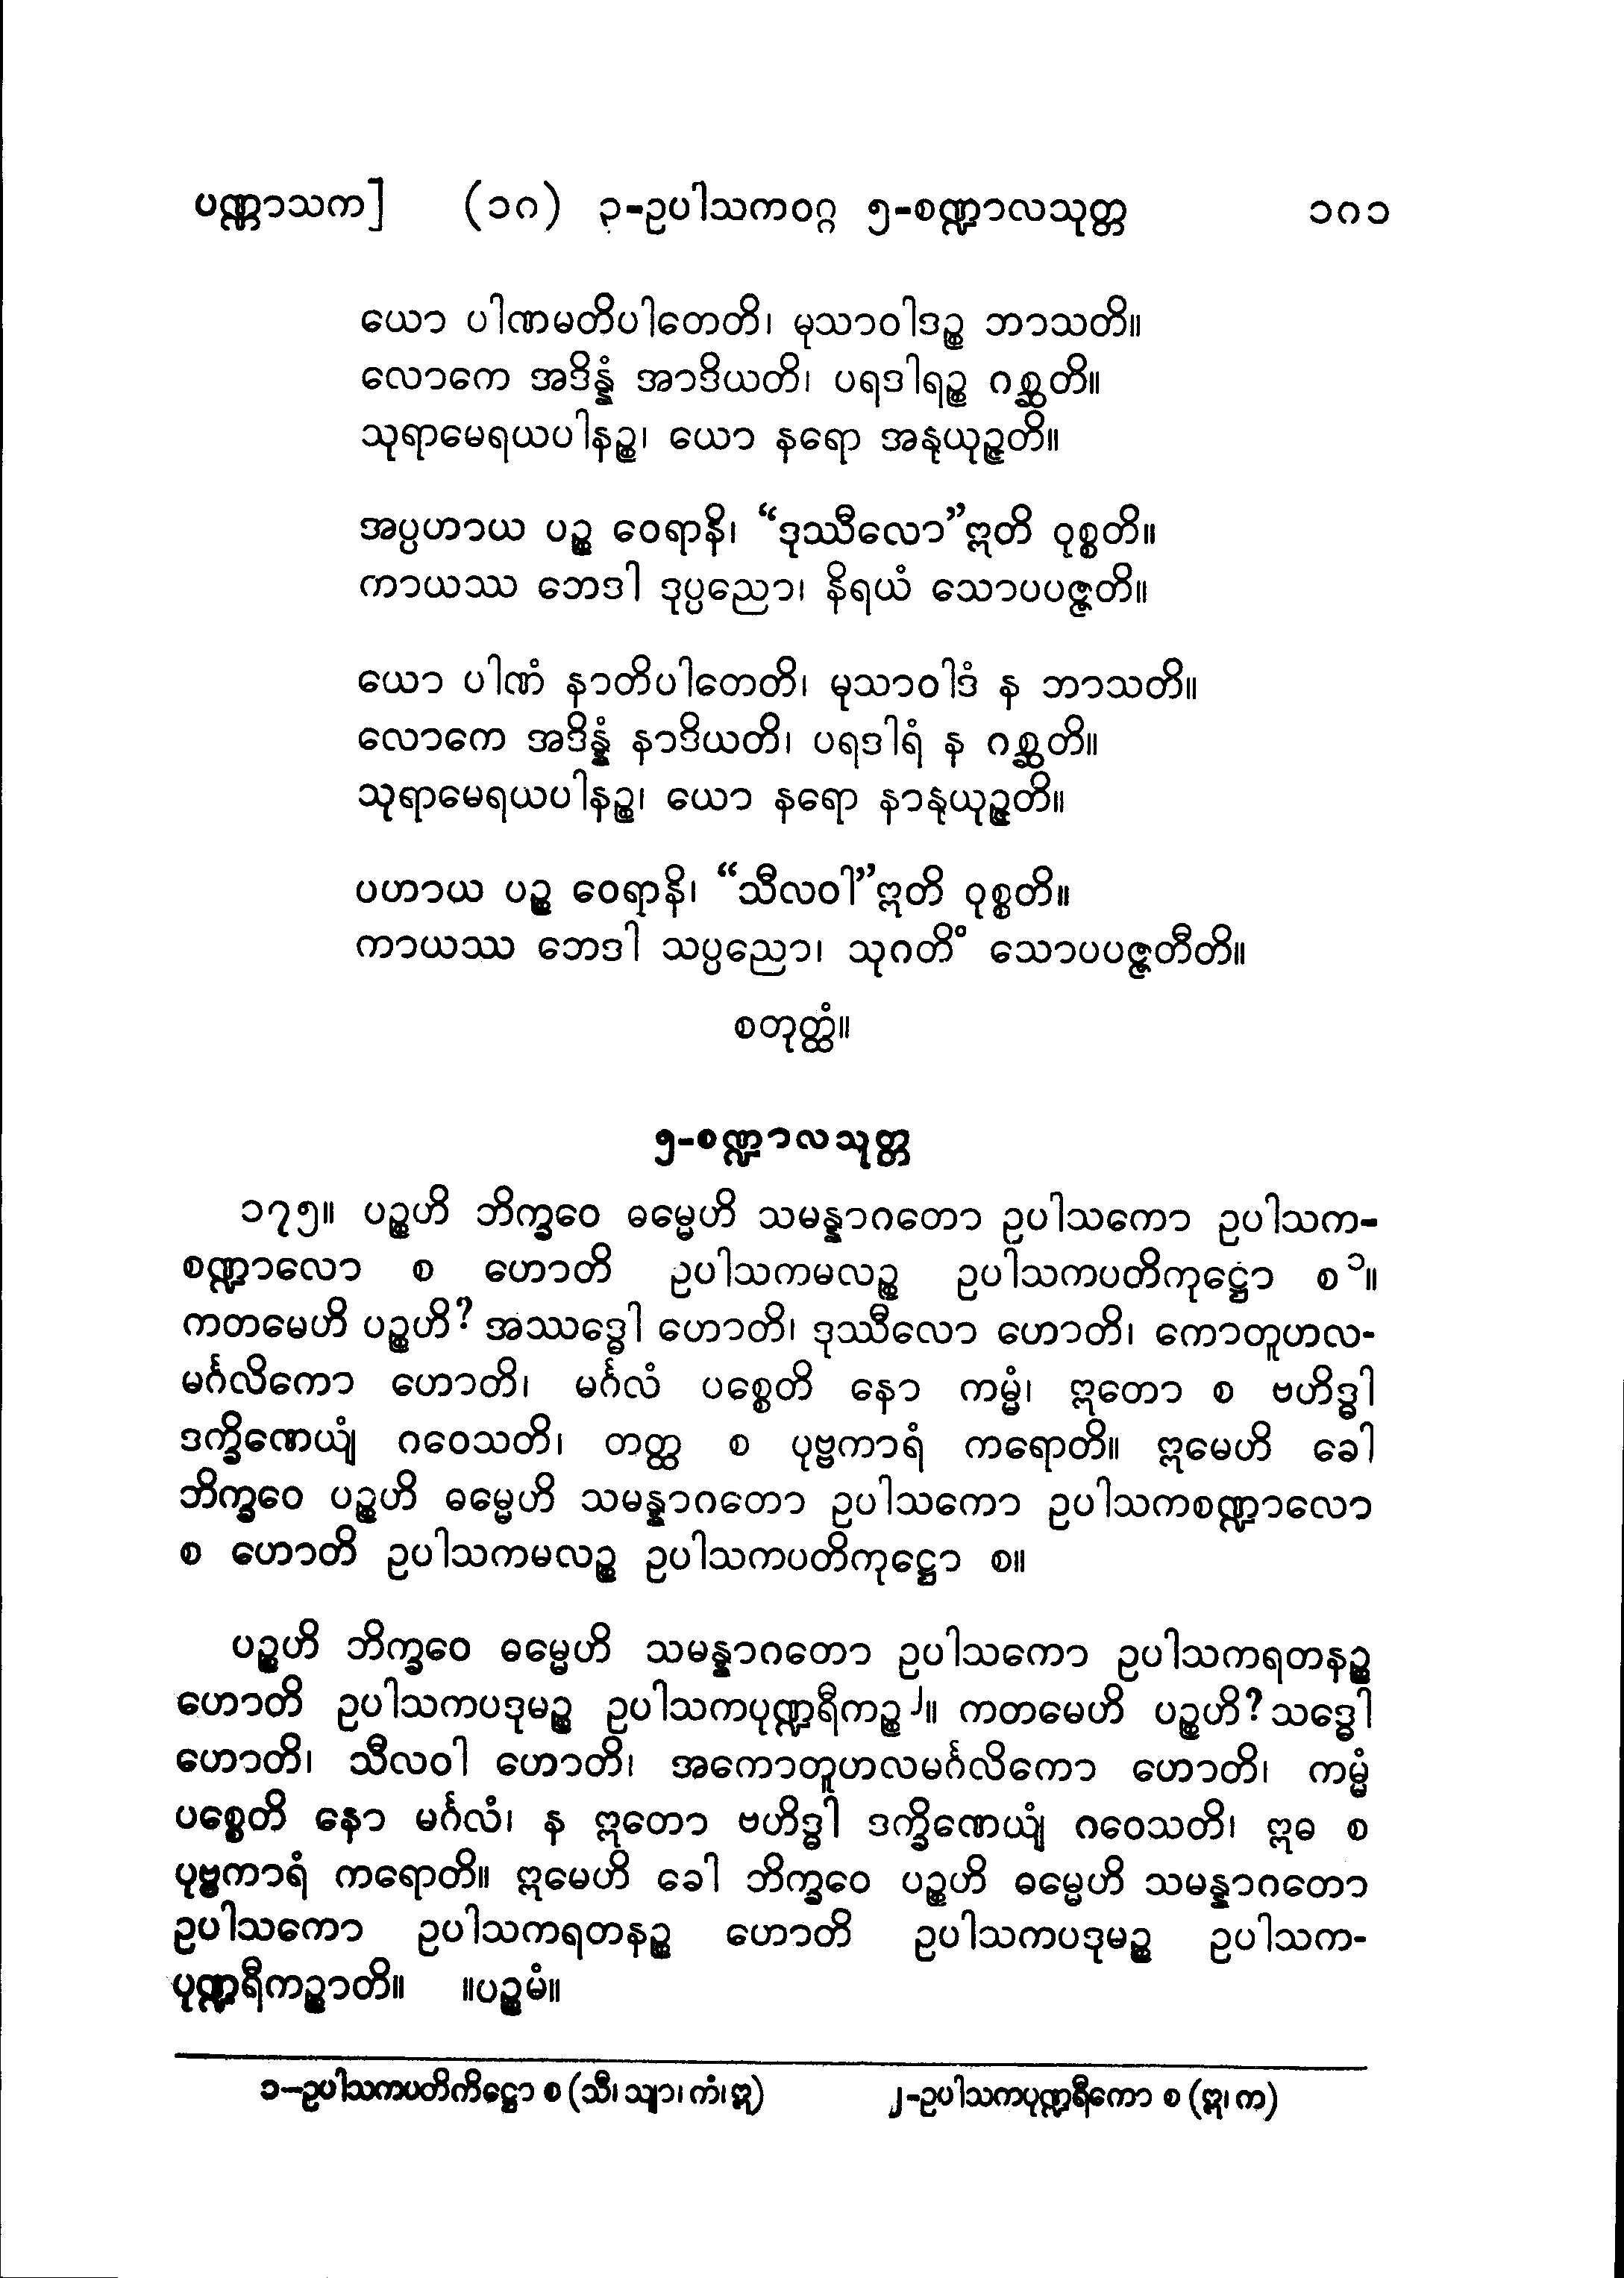 ပဏ္ဏာသက] (၁၈) ၃-ဥပါသကဝဂ္ဂ ၅-စဏ္ဍာလသုတ္တ ၁၈၁
ယော ပါဏမတိပါတေတိ၊ မုသာဝါဒဉ္စ ဘာသတိ။
လောကေ အဒိန္နံ အာဒိယတိ၊ ပရဒါရဉ္စ ဂစ္ဆတိ။
သုရာမေရယပါနဉ္စ၊ ယော နရော အနုယုဉ္ဇတိ။
အပ္ပဟာယ ပဉ္စ ဝေရာနိ၊ “ဒုဿီလော”ဣတိ ဝုစ္စတိ။
ကာယဿ ဘေဒါ ဒုပ္ပညော၊ နိရယံ သောပပဇ္ဇတိ။
ယော ပါဏံ နာတိပါတေတိ၊ မုသာဝါဒံ န ဘာသတိ။
လောကေ အဒိန္နံ နာဒိယတိ၊ ပရဒါရံ န ဂစ္ဆတိ။
သုရာမေရယပါနဉ္စ၊ ယော နရော နာနုယုဉ္ဇတိ။
ပဟာယ ပဉ္စ ဝေရာနိ၊ “သီလဝါ”ဣတိ ဝုစ္စတိ။
ကာယဿ ဘေဒါ သပ္ပညော၊ သုဂတိံ သောပပဇ္ဇတီတိ။
စတုတ္ထံ။
၅-စဏ္ဍာလသုတ္တ
၁၇၅။ ပဉ္စဟိ ဘိက္ခဝေ ဓမ္မေဟိ သမန္နာဂတော ဥပါသကော ဥပါသက-
စဏ္ဍာလော စ ဟောတိ ဥပါသကမလဉ္စ ဥပါသကပတိကုဋ္ဌော စ ၁။
ကတမေဟိ ပဉ္စဟိ? အဿဒ္ဓေါ ဟောတိ၊ ဒုဿီလော ဟောတိ၊ ကောတူဟလ-
မင်္ဂလိကော ဟောတိ၊ မင်္ဂလံ ပစ္စေတိ နော ကမ္မံ၊ ဣတော စ ဗဟိဒ္ဓါ
ဒက္ခိဏေယျံ ဂဝေသတိ၊ တတ္ထ စ ပုဗ္ဗကာရံ ကရောတိ။ ဣမေဟိ ခေါ
ဘိက္ခဝေ ပဉ္စဟိ ဓမ္မေဟိ သမန္နာဂတော ဥပါသကော ဥပါသကစဏ္ဍာလော
စ ဟောတိ ဥပါသကမလဉ္စ ဥပါသကပတိကုဋ္ဌော စ။
ပဉ္စဟိ ဘိက္ခဝေ ဓမ္မေဟိ သမန္နာဂတော ဥပါသကော ဥပါသကရတနဉ္စ
ဟောတိ ဥပါသကပဒုမဉ္စ ဥပါသကပုဏ္ဍရီကဉ္စ ၂။ ကတမေဟိ ပဉ္စဟိ? သဒ္ဓေါ
ဟောတိ၊ သီလဝါ ဟောတိ၊ အကောတူဟလမင်္ဂလိကော ဟောတိ၊ ကမ္မံ
ပစ္စေတိ နော မင်္ဂလံ၊ န ဣတော ဗဟိဒ္ဓါ ဒက္ခိဏေယျံ ဂဝေသတိ၊ ဣဓ စ
ပုဗ္ဗကာရံ ကရောတိ။ ဣမေဟိ ခေါ ဘိက္ခဝေ ပဉ္စဟိ ဓမ္မေဟိ သမန္နာဂတော
ဥပါသကော ဥပါသကရတနဉ္စ ဟောတိ ဥပါသကပဒုမဉ္စ ဥပါသက-
ပုဏ္ဍရီကဉ္စာတိ။ ။ပဉ္စမံ။
၁–ဥပါသကပတိကိဋ္ဌော စ (သီ၊ သျာ၊ ကံ၊ ဣ) ၂-ဥပါသကပုဏ္ဍရီကော စ (ဣ၊ က)